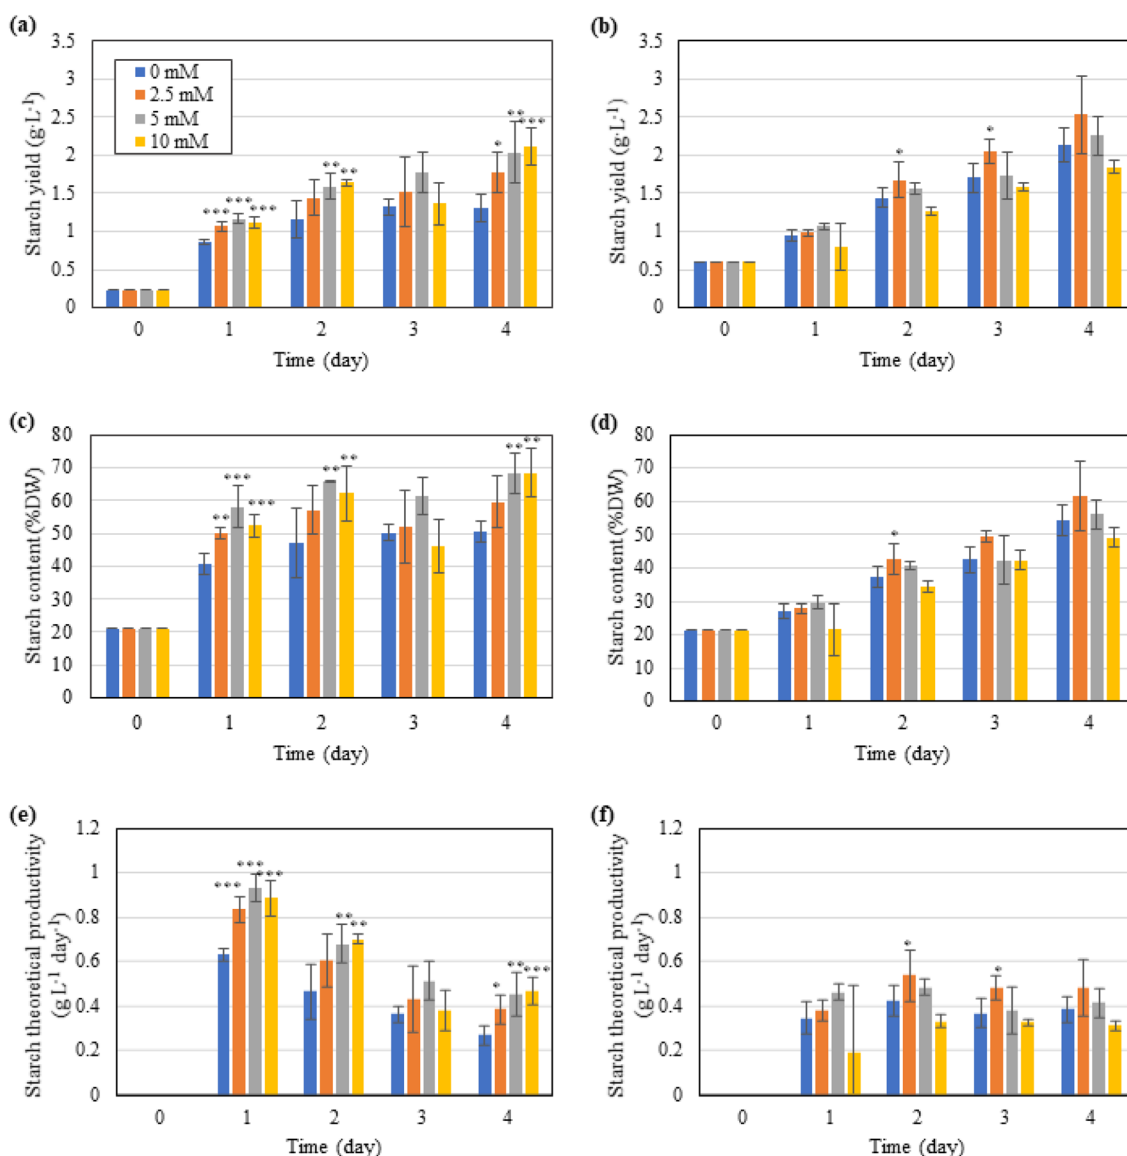 (a)
3.5
3
2.5
2
1.5
1
0.5
0
Starch yield (g·L⁻¹)
0 mM
2.5 mM
5 mM
10 mM
*** *** ***
** **
* ** ***
0 1 2 3 4
Time (day)
(b)
3.5
3
2.5
2
1.5
1
0.5
0
Starch yield (g·L⁻¹)
*
*
0 1 2 3 4
Time (day)
(c)
80
70
60
50
40
30
20
10
0
Starch content (%DW)
** *** ***
** **
** **
0 1 2 3 4
Time (day)
(d)
80
70
60
50
40
30
20
10
0
Starch content (%DW)
*
0 1 2 3 4
Time (day)
(e)
1.2
1
0.8
0.6
0.4
0.2
0
Starch theoretical productivity
(g L⁻¹ day⁻¹)
*** *** ***
** **
* ** ***
0 1 2 3 4
Time (day)
(f)
1.2
1
0.8
0.6
0.4
0.2
0
Starch theoretical productivity
(g L⁻¹ day⁻¹)
*
*
0 1 2 3 4
Time (day)